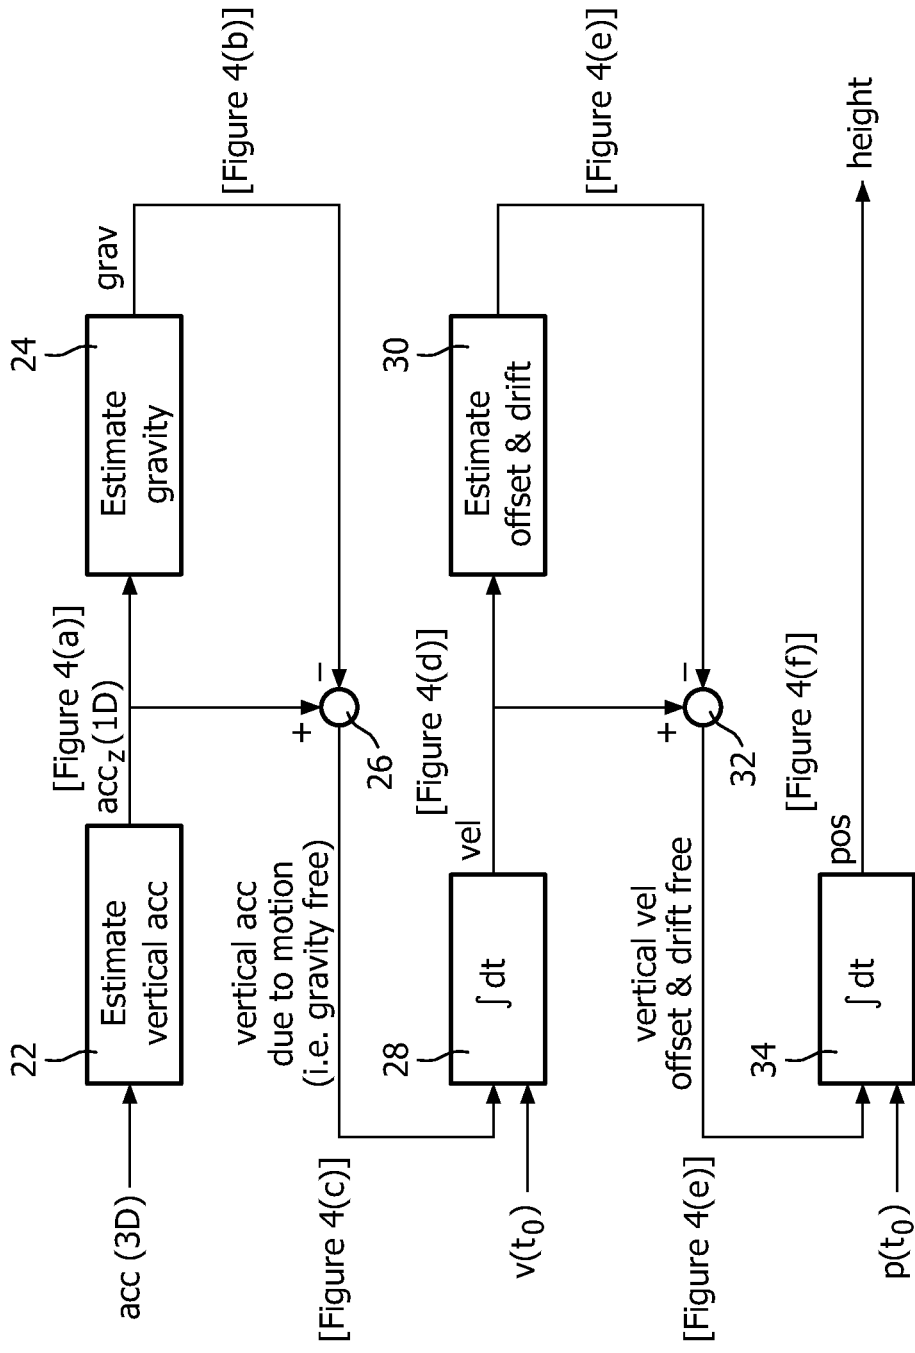 acc (3D)
22
Estimate
vertical acc
[Figure 4(a)]
acc_z(1D)
24
Estimate
gravity
grav
[Figure 4(b)]
+
−
26
vertical acc
due to motion
(i.e. gravity free)
[Figure 4(c)]
v(t_0)
28
∫dt
vel
[Figure 4(d)]
30
Estimate
offset & drift
[Figure 4(e)]
+
−
32
vertical vel
offset & drift free
[Figure 4(e)]
p(t_0)
34
∫dt
pos
[Figure 4(f)]
height